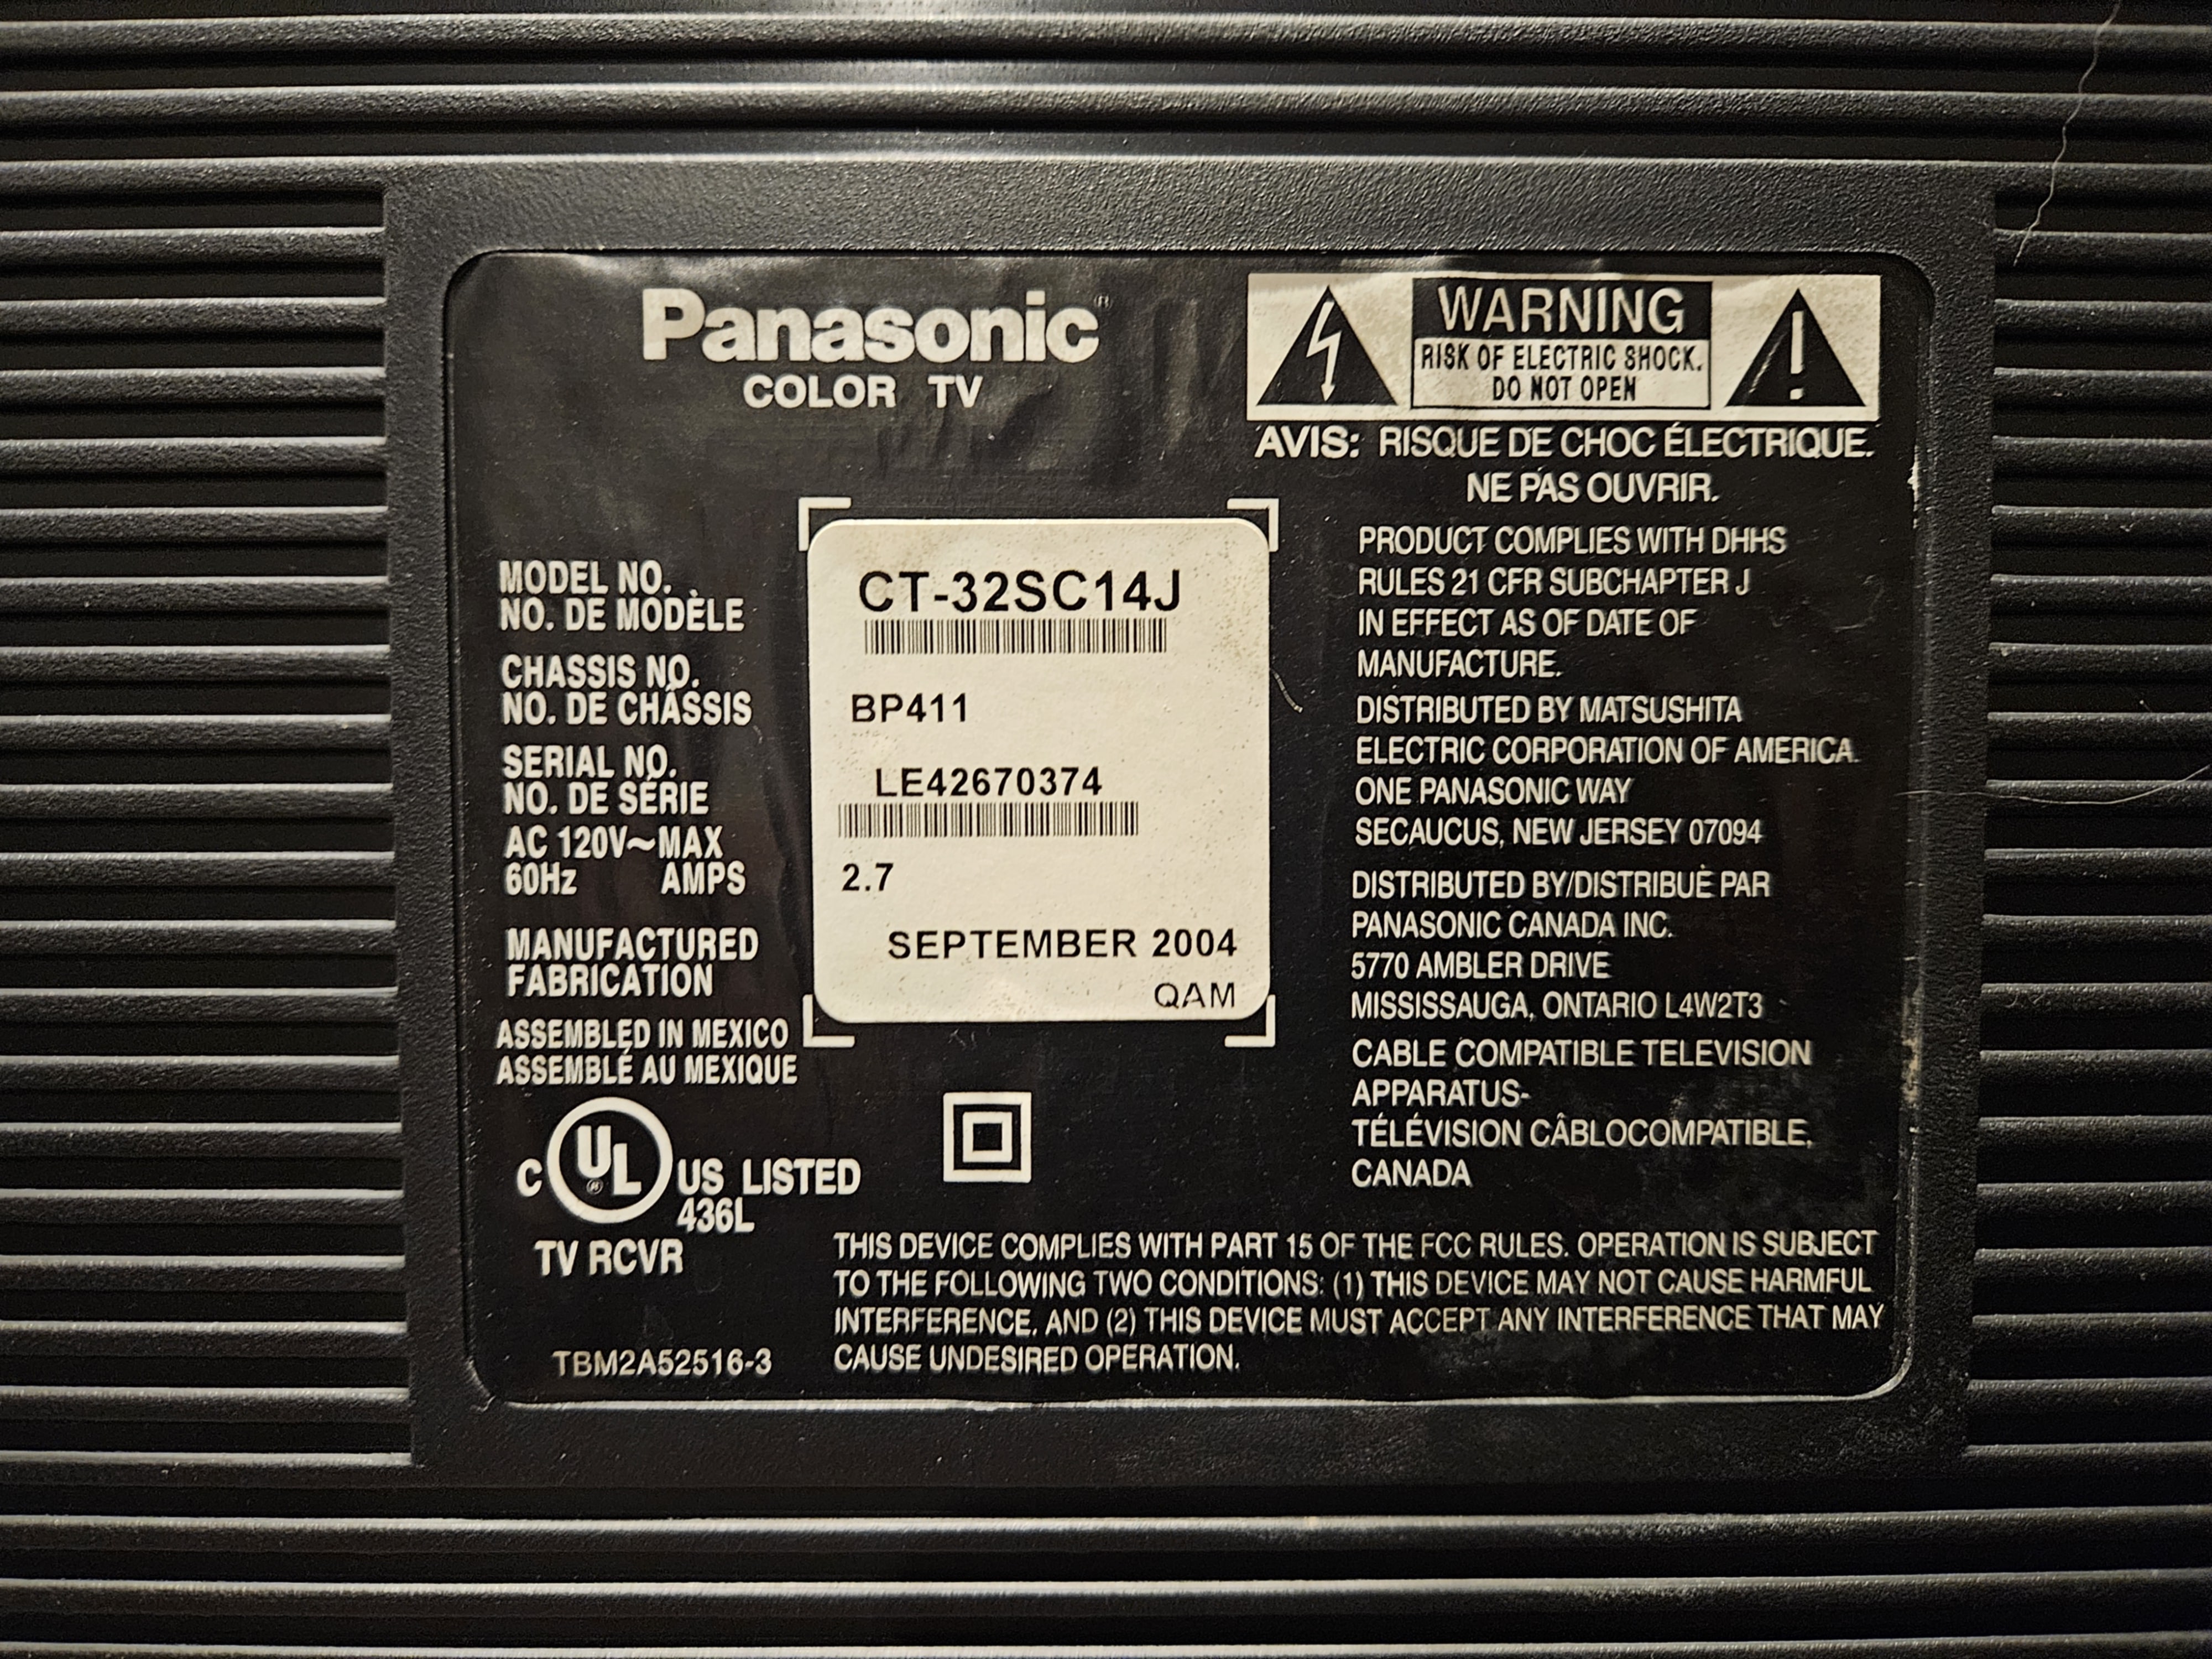 Panasonic®
COLOR TV
WARNING
RISK OF ELECTRIC SHOCK.
DO NOT OPEN
AVIS: RISQUE DE CHOC ÉLECTRIQUE.
NE PAS OUVRIR.
MODEL NO.
NO. DE MODÈLE
CT-32SC14J
CHASSIS NO.
NO. DE CHÂSSIS
BP411
SERIAL NO.
NO. DE SÉRIE
LE42670374
AC 120V~MAX
60Hz AMPS
2.7
MANUFACTURED
FABRICATION
SEPTEMBER 2004
QAM
ASSEMBLED IN MEXICO
ASSEMBLÉ AU MEXIQUE
C UL® US LISTED
436L
TV RCVR
TBM2A52516-3
PRODUCT COMPLIES WITH DHHS
RULES 21 CFR SUBCHAPTER J
IN EFFECT AS OF DATE OF
MANUFACTURE.
DISTRIBUTED BY MATSUSHITA
ELECTRIC CORPORATION OF AMERICA
ONE PANASONIC WAY
SECAUCUS, NEW JERSEY 07094
DISTRIBUTED BY/DISTRIBUÈ PAR
PANASONIC CANADA INC.
5770 AMBLER DRIVE
MISSISSAUGA, ONTARIO L4W2T3
CABLE COMPATIBLE TELEVISION
APPARATUS-
TÉLÉVISION CÂBLOCOMPATIBLE,
CANADA
THIS DEVICE COMPLIES WITH PART 15 OF THE FCC RULES. OPERATION IS SUBJECT
TO THE FOLLOWING TWO CONDITIONS: (1) THIS DEVICE MAY NOT CAUSE HARMFUL
INTERFERENCE, AND (2) THIS DEVICE MUST ACCEPT ANY INTERFERENCE THAT MAY
CAUSE UNDESIRED OPERATION.